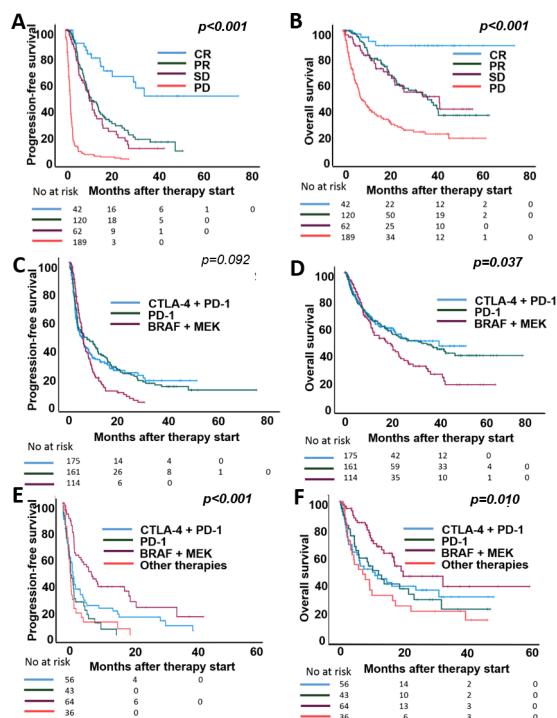 A
p<0.001
Progression-free survival
100
80
60
40
20
0
CR
PR
SD
PD
0 20 40 60 80
No at risk
Months after therapy start
42 16 6 1 0
120 18 5 0
62 9 1 0
189 3 0
B
p<0.001
Overall survival
100
80
60
40
20
0
CR
PR
SD
PD
0 20 40 60 80
No at risk
Months after therapy start
42 22 12 2 0
120 50 19 2 0
62 25 10 0
189 34 12 1 0
C
p=0.092
Progression-free survival
100
80
60
40
20
0
CTLA-4 + PD-1
PD-1
BRAF + MEK
0 20 40 60 80
Months after therapy start
No at risk
175 14 4 0
161 26 8 1 0
114 6 0
D
p=0.037
Overall survival
100
80
60
40
20
0
CTLA-4 + PD-1
PD-1
BRAF + MEK
0 20 40 60 80
Months after therapy start
No at risk
175 42 12 0
161 59 33 4 0
114 35 10 1 0
E
p<0.001
Progression-free survival
100
80
60
40
20
0
CTLA-4 + PD-1
PD-1
BRAF + MEK
Other therapies
0 20 40 60
Months after therapy start
No at risk
56 4 0
43 0
64 6 0
36 0
F
p=0.010
Overall survival
100
80
60
40
20
0
CTLA-4 + PD-1
PD-1
BRAF + MEK
Other therapies
0 20 40 60
Months after therapy start
No at risk
56 14 2 0
43 10 2 0
64 13 3 0
36 6 3 0